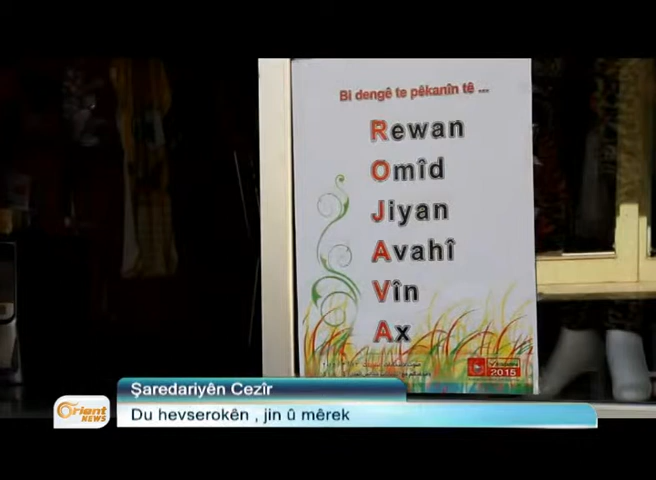 Bi dengê te pêkanîn tê ...
Rewan
Omîd
Jiyan
Avahî
Vîn
Ax
2015
Şaredariyên Cezîr
Orient NEWS
Du hevserokên , jin û mêrek